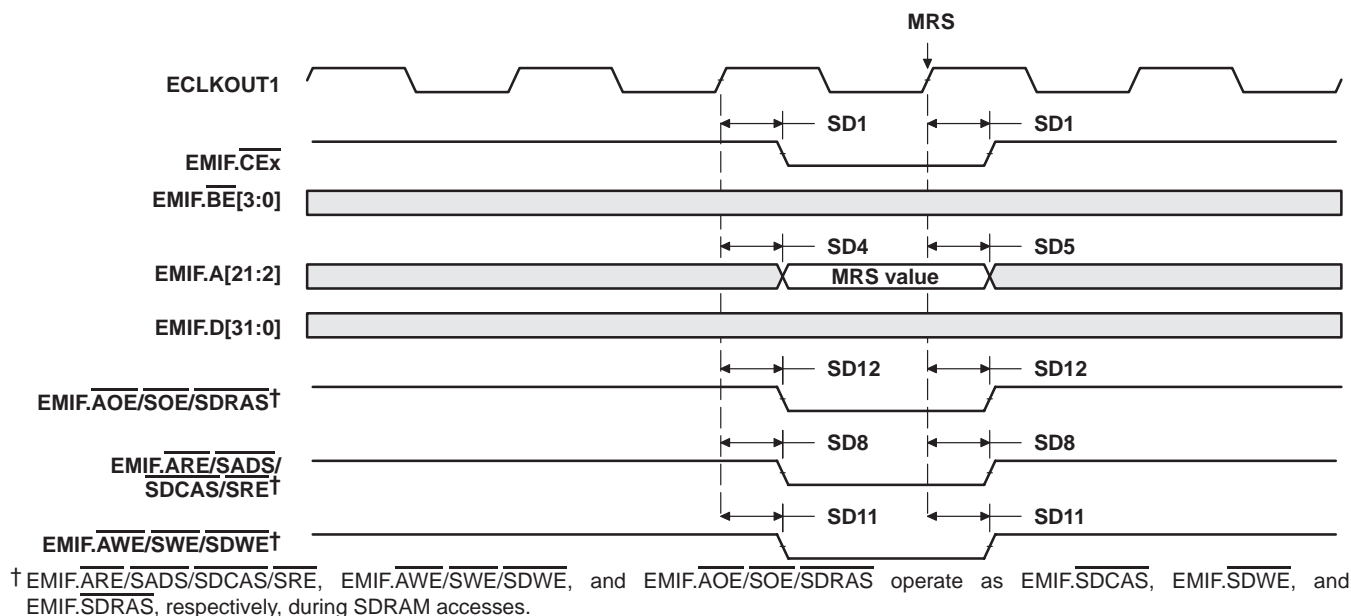 MRS
ECLKOUT1
SD1 SD1
EMIF.CEx
EMIF.BE[3:0]
SD4 SD5
EMIF.A[21:2] MRS value
EMIF.D[31:0]
SD12 SD12
EMIF.AOE/SOE/SDRAS†
SD8 SD8
EMIF.ARE/SADS/
SDCAS/SRE†
SD11 SD11
EMIF.AWE/SWE/SDWE†
† EMIF.ARE/SADS/SDCAS/SRE, EMIF.AWE/SWE/SDWE, and EMIF.AOE/SOE/SDRAS operate as EMIF.SDCAS, EMIF.SDWE, and
EMIF.SDRAS, respectively, during SDRAM accesses.